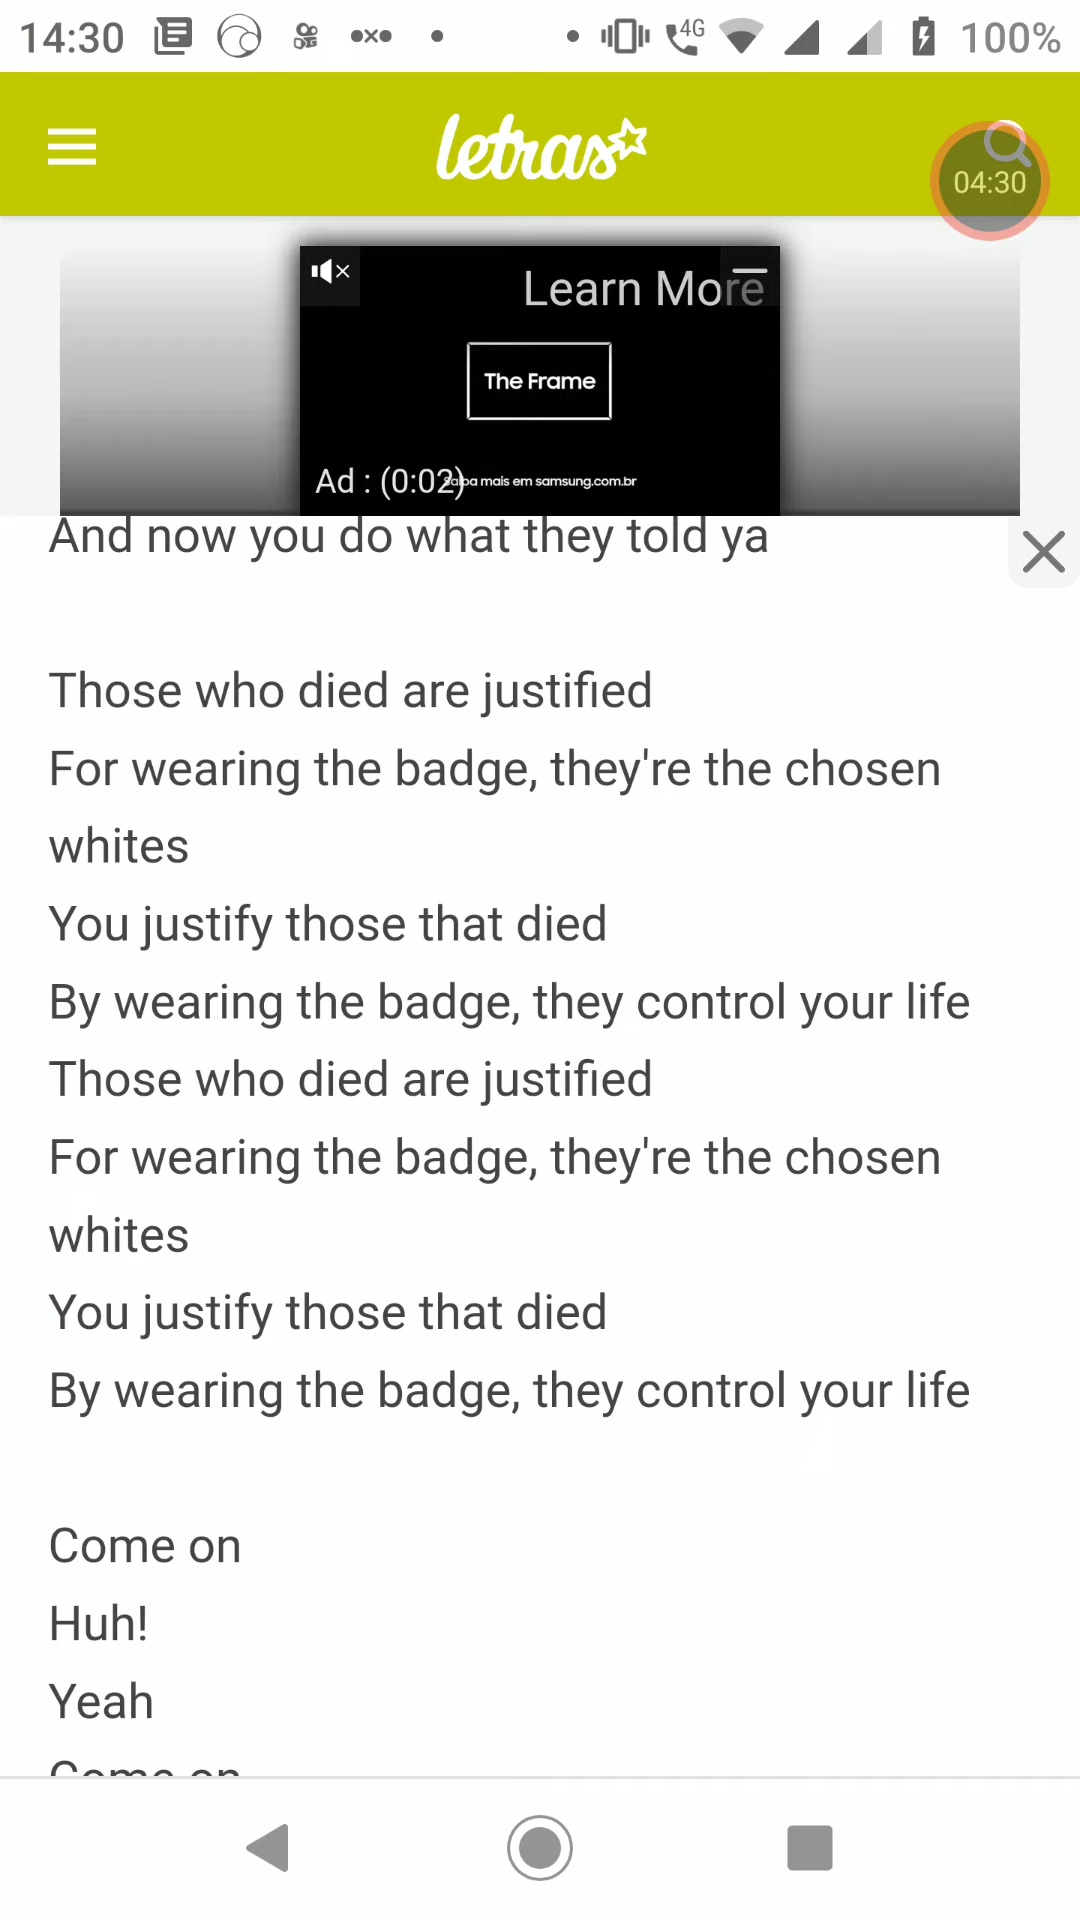 14:30 4G 100%
letras
04:30
Learn More
The Frame
Ad : (0:02)
Saiba mais em samsung.com.br
And now you do what they told ya
Those who died are justified
For wearing the badge, they're the chosen
whites
You justify those that died
By wearing the badge, they control your life
Those who died are justified
For wearing the badge, they're the chosen
whites
You justify those that died
By wearing the badge, they control your life
Come on
Huh!
Yeah
Come on